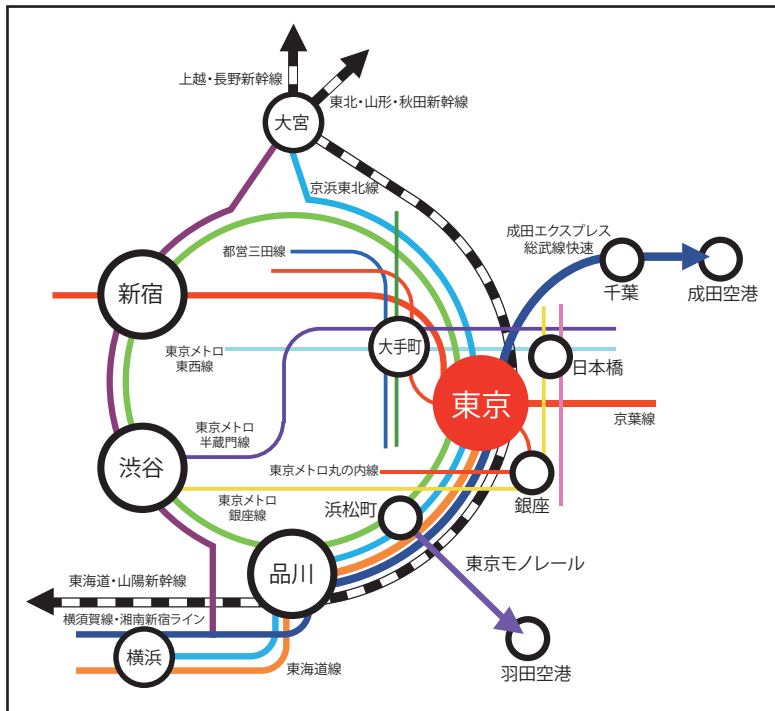 上越・長野新幹線
東北・山形・秋田新幹線
大宮
京浜東北線
都営三田線
成田エクスプレス
総武線快速
新宿
千葉
成田空港
大手町
東京メトロ
東西線
日本橋
東京
京葉線
東京メトロ
半蔵門線
渋谷
東京メトロ丸の内線
東京メトロ
銀座線
浜松町
銀座
品川
東京モノレール
東海道・山陽新幹線
横須賀線・湘南新宿ライン
横浜
東海道線
羽田空港